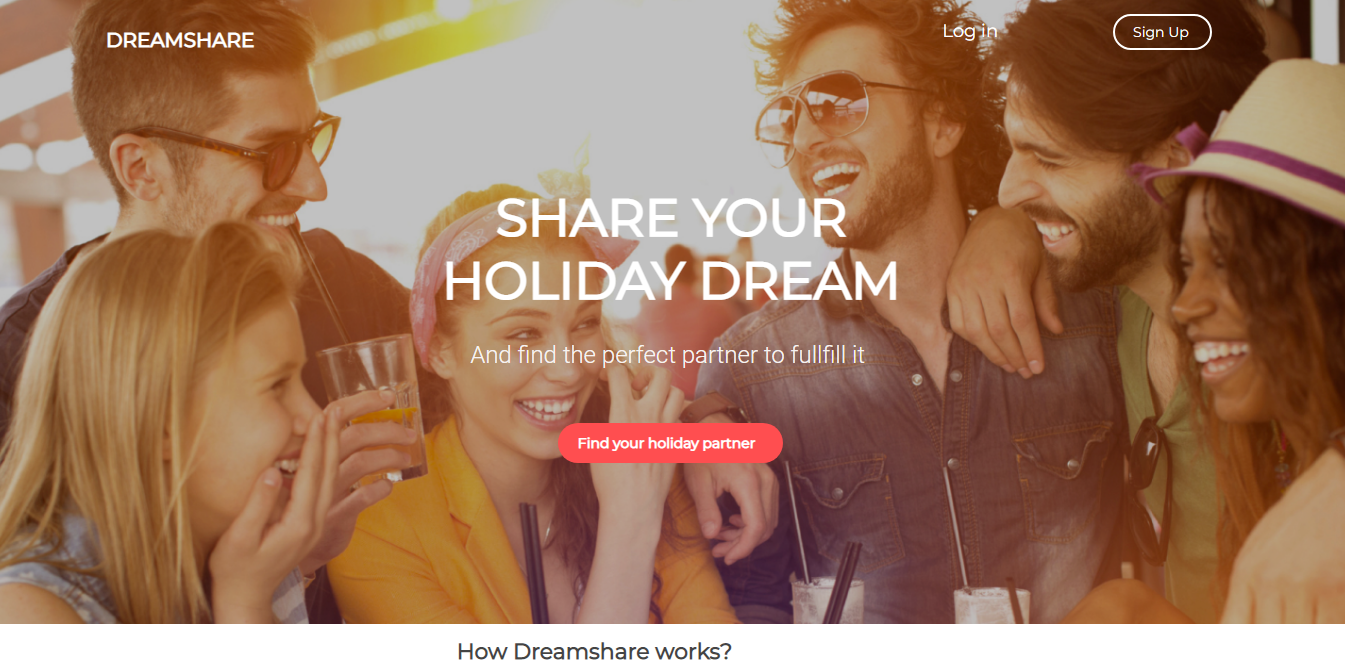 DREAMSHARE
Log in
Sign Up
SHARE YOUR
HOLIDAY DREAM
And find the perfect partner to fullfill it
Find your holiday partner
How Dreamshare works?